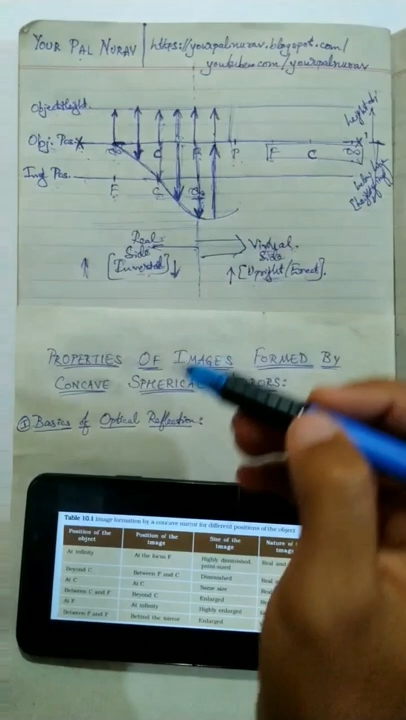 YOUR PAL NURAV
https://yourpalnurav.blogspot.com/
youtube.com/yourpalnurav
Object Height.
Obj. Pos.
C
F
P
F
C
∞
Img Pos.
F
C
∞
Real
Side
[Inverted]
Virtual
Side
[Upright/Erect].
PROPERTIES OF IMAGES FORMED BY
CONCAVE SPHERICAL
① Basics of Optical Reflection:
Table 10.1 Image formation by a concave mirror for different positions of the object
Position of the object
Position of the image
Size of the image
Nature of
At infinity
At the focus F
Highly diminished, point-sized
Real and
Beyond C
Between F and C
Diminished
Real
At C
At C
Same size
Real
Between C and F
Beyond C
Enlarged
At F
At infinity
Highly enlarged
Between P and F
Behind the mirror
Enlarged